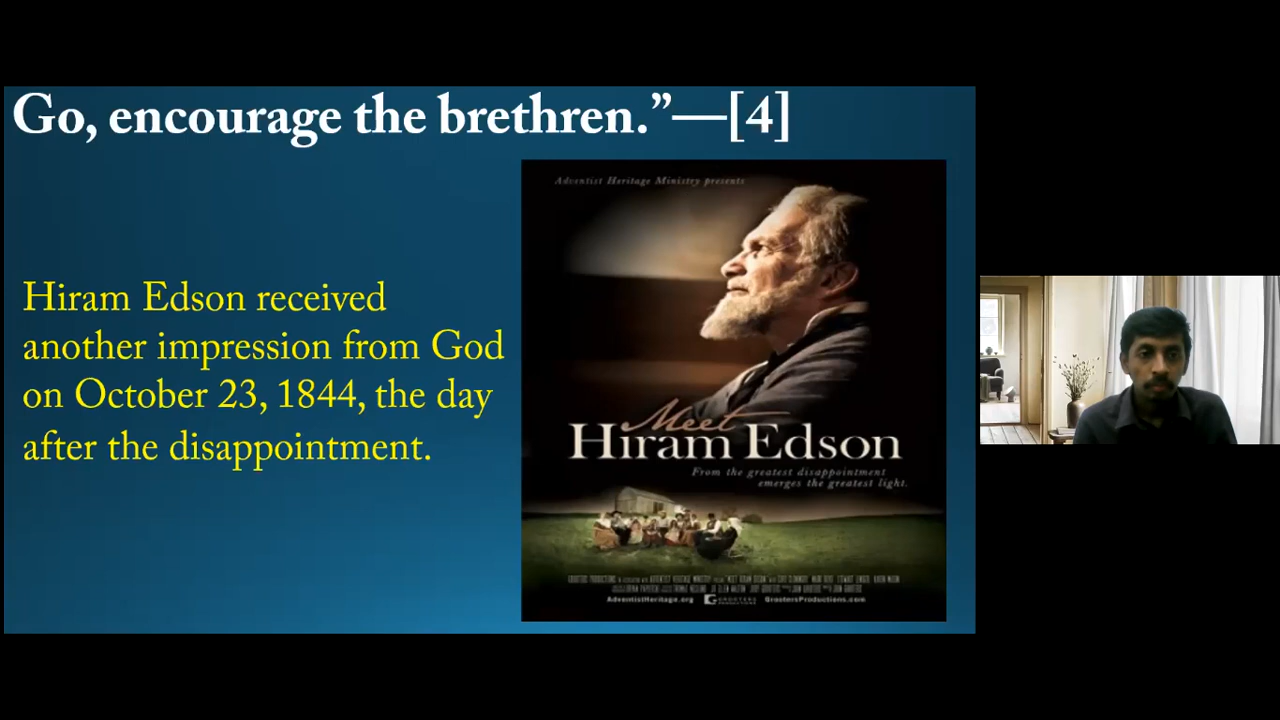 Go, encourage the brethren.”—[4]
Adventist Heritage Ministry presents
Hiram Edson received
another impression from God
on October 23, 1844, the day
after the disappointment.
Meet
Hiram Edson
From the greatest disappointment
emerges the greatest light.
AdventistHeritage.org
GrootersProductions.com